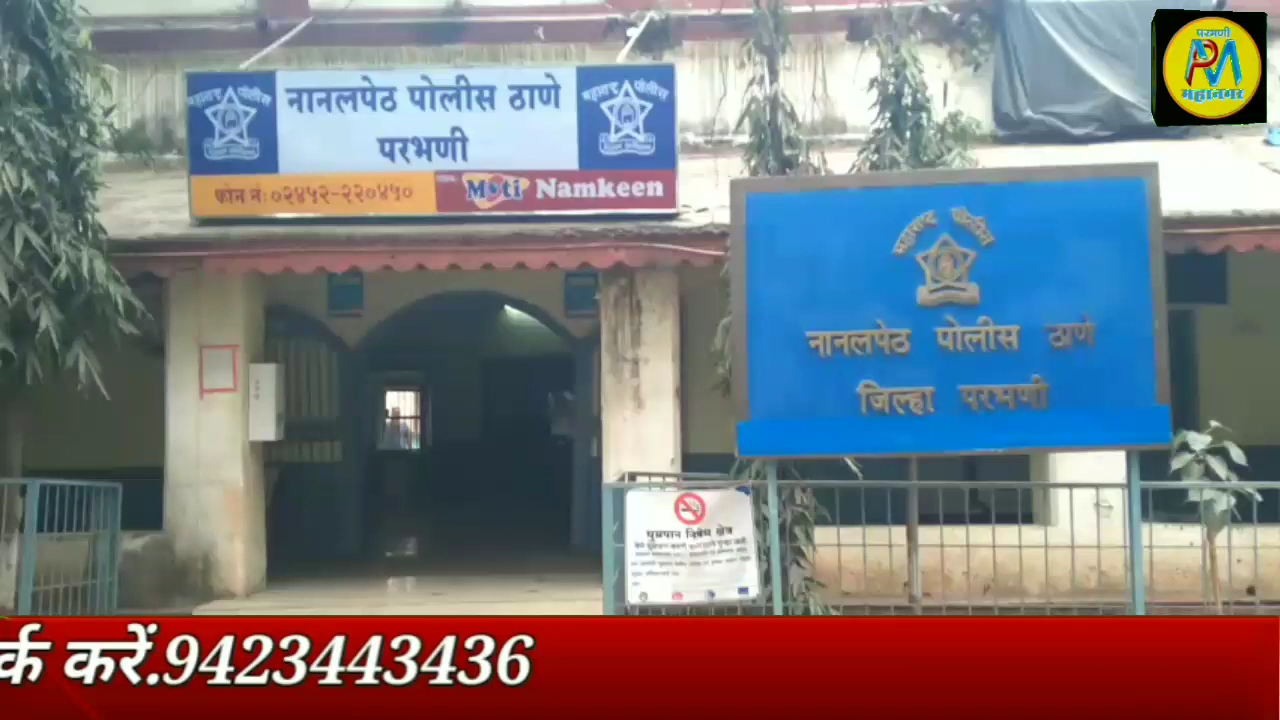 परभणी
PM
महानगर
महाराष्ट्र पोलीस
नानलपेठ पोलीस ठाणे
महाराष्ट्र पोलीस
परभणी
फोन नं: ०२४५२-२२०४५०
Moti Namkeen
महाराष्ट्र पोलीस
नानलपेठ पोलीस ठाणे
जिल्हा परभणी
धुम्रपान निषेध क्षेत्र
र्क करें.9423443436